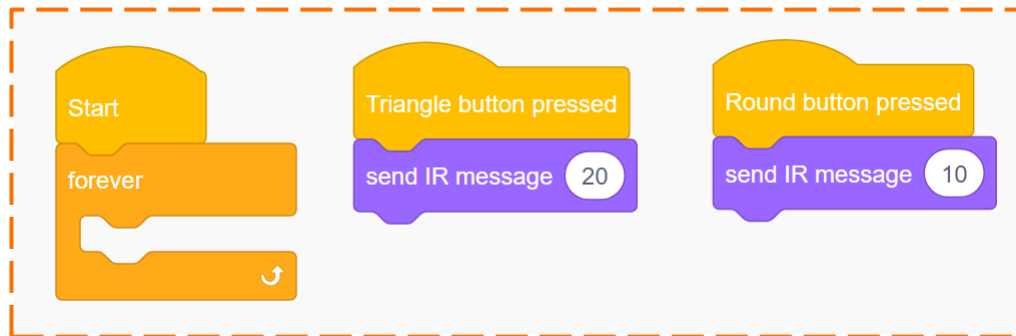 Start
forever
Triangle button pressed
send IR message 20
Round button pressed
send IR message 10